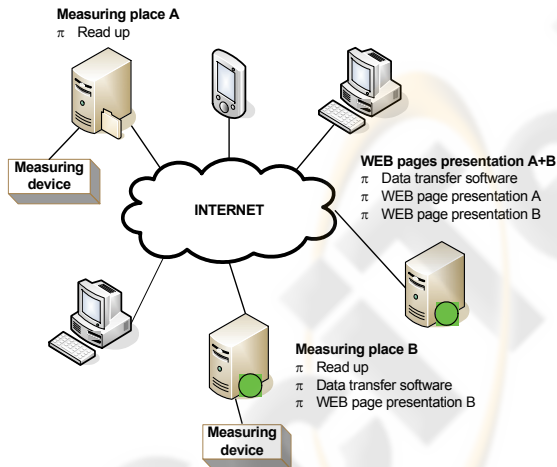 Measuring place A
π Read up
Measuring
device
INTERNET
WEB pages presentation A+B
π Data transfer software
π WEB page presentation A
π WEB page presentation B
Measuring place B
π Read up
π Data transfer software
π WEB page presentation B
Measuring
device